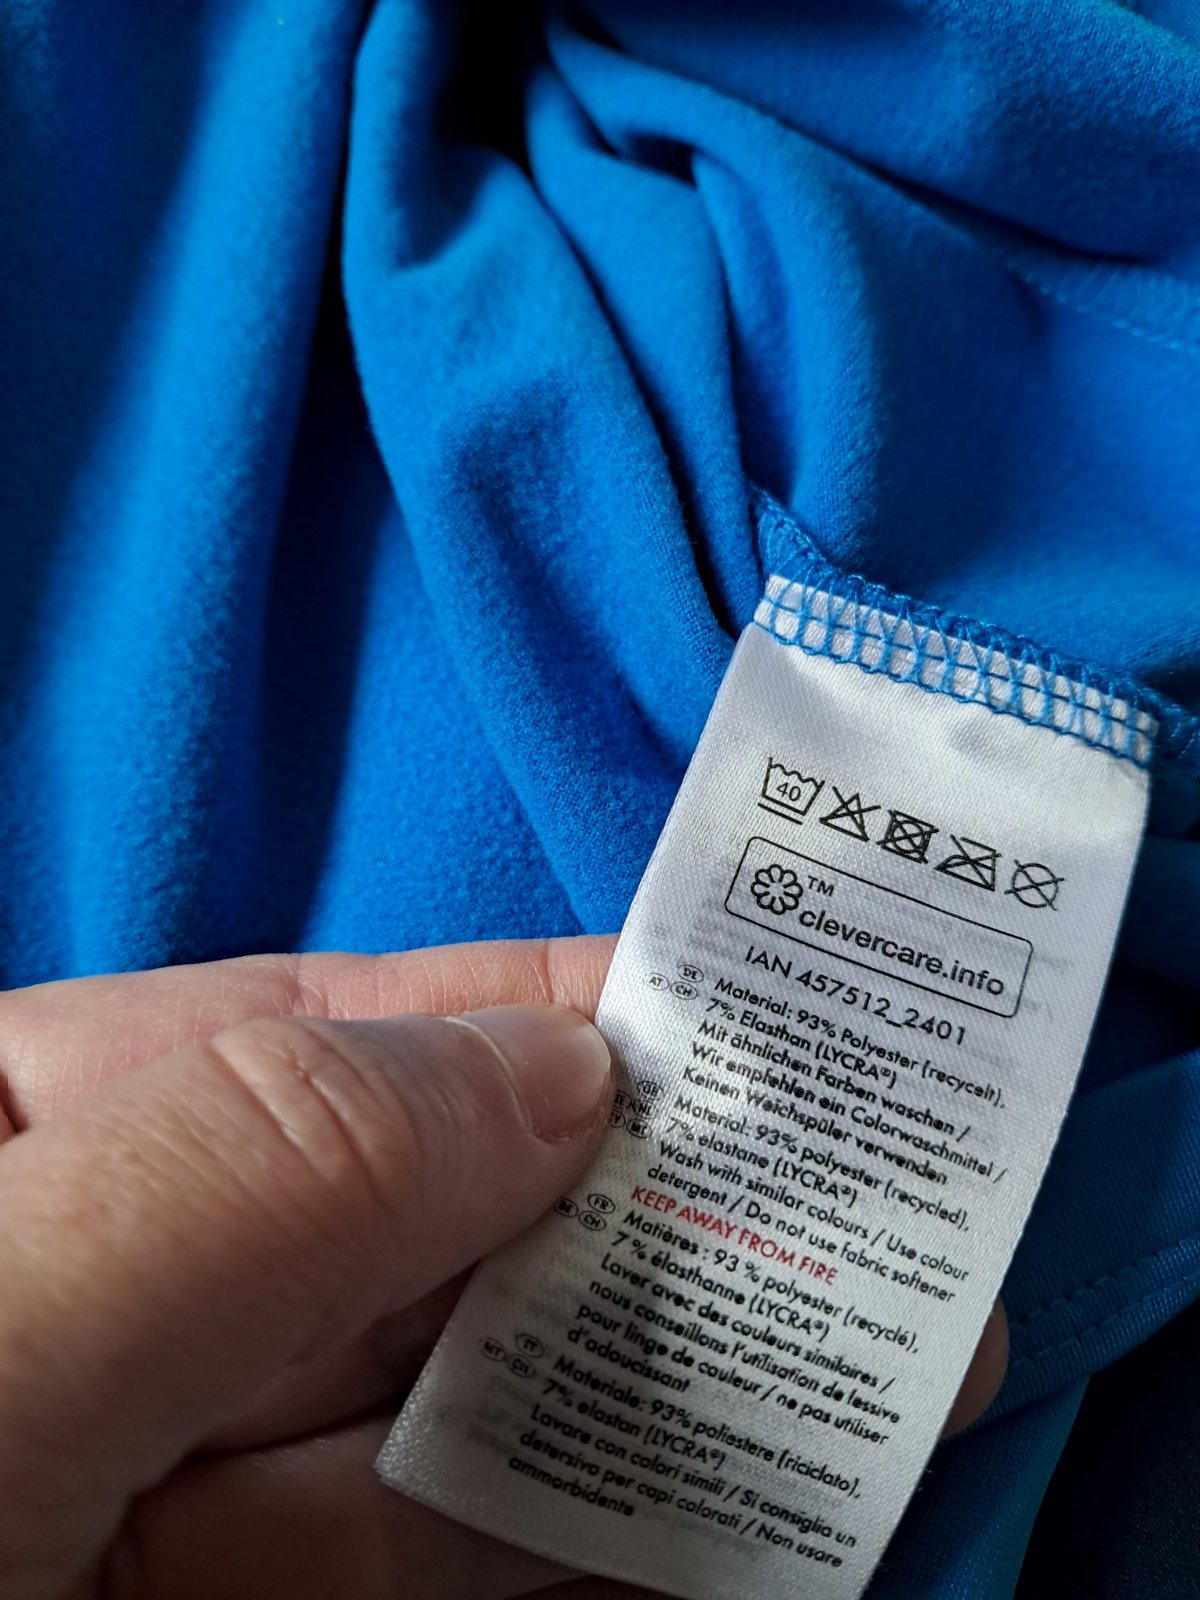 40
TM
clevercare.info
IAN 457512_2401
DE AT CH
Material: 93% Polyester (recycelt),
7% Elasthan (LYCRA®)
Mit ähnlichen Farben waschen /
Wir empfehlen ein Colorwaschmittel /
Keinen Weichspüler verwenden
GB
Material: 93% polyester (recycled),
7% elastane (LYCRA®)
Wash with similar colours / Use colour
detergent / Do not use fabric softener
KEEP AWAY FROM FIRE
FR BE CH
Matières : 93 % polyester (recyclé),
7 % élasthanne (LYCRA®)
Laver avec des couleurs similaires /
nous conseillons l'utilisation de lessive
pour linge de couleur / ne pas utiliser
d'adoucissant
IT MT CH
Materiale: 93% poliestere (riciclato),
7% elastan (LYCRA®)
Lavare con colori simili / Si consiglia un
detersivo per capi colorati / Non usare
ammorbidente